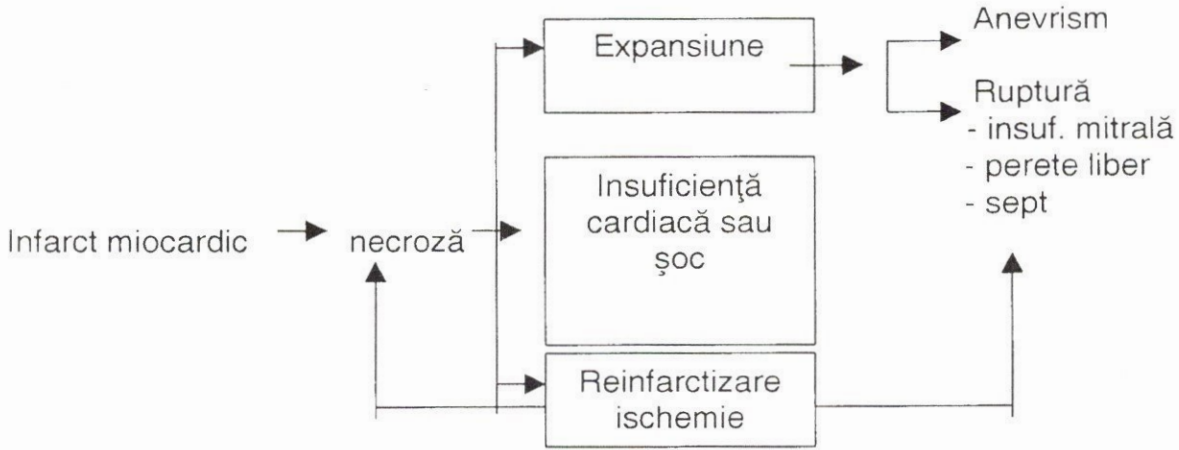 Infarct miocardic
necroză
Expansiune
Insuficienţă
cardiacă sau
şoc
Reinfarctizare
ischemie
Anevrism
Ruptură
- insuf. mitrală
- perete liber
- sept